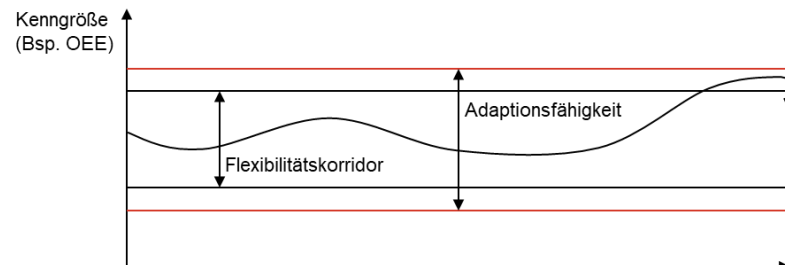 Kenngröße
(Bsp. OEE)
Adaptionsfähigkeit
Flexibilitätskorridor